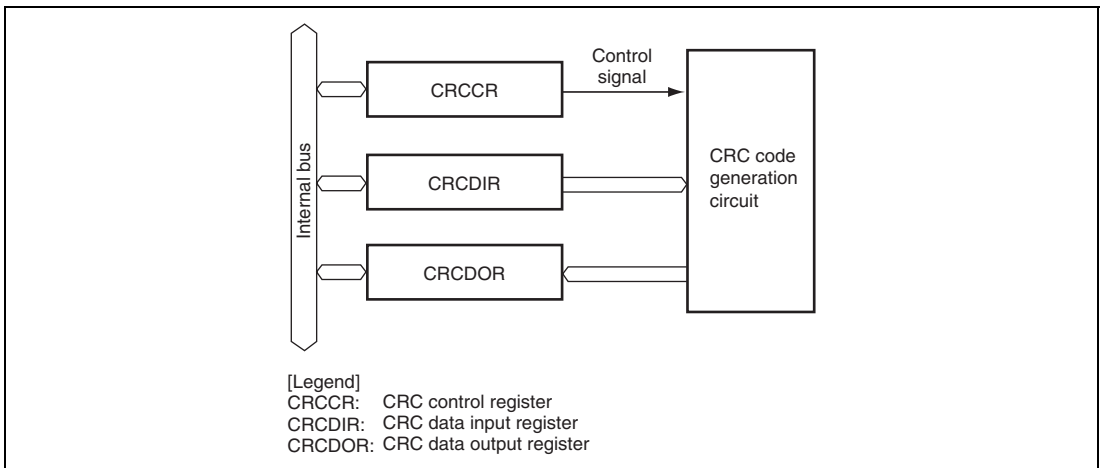 Internal bus
CRCCR
Control
signal
CRCDIR
CRCDOR
CRC code
generation
circuit
[Legend]
CRCCR: CRC control register
CRCDIR: CRC data input register
CRCDOR: CRC data output register